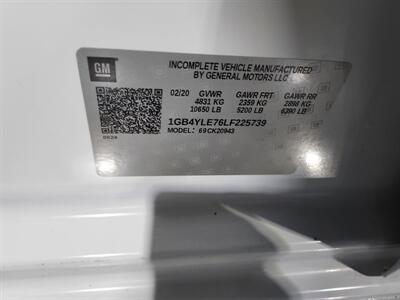 GM
INCOMPLETE VEHICLE MANUFACTURED
BY GENERAL MOTORS LLC
02/20 GVWR GAWR FRT GAWR RR
4831 KG 2359 KG 2898 KG
10650 LB 5200 LB 6390 LB
1GB4YLE76LF225739
MODEL: 69CK20943
0624